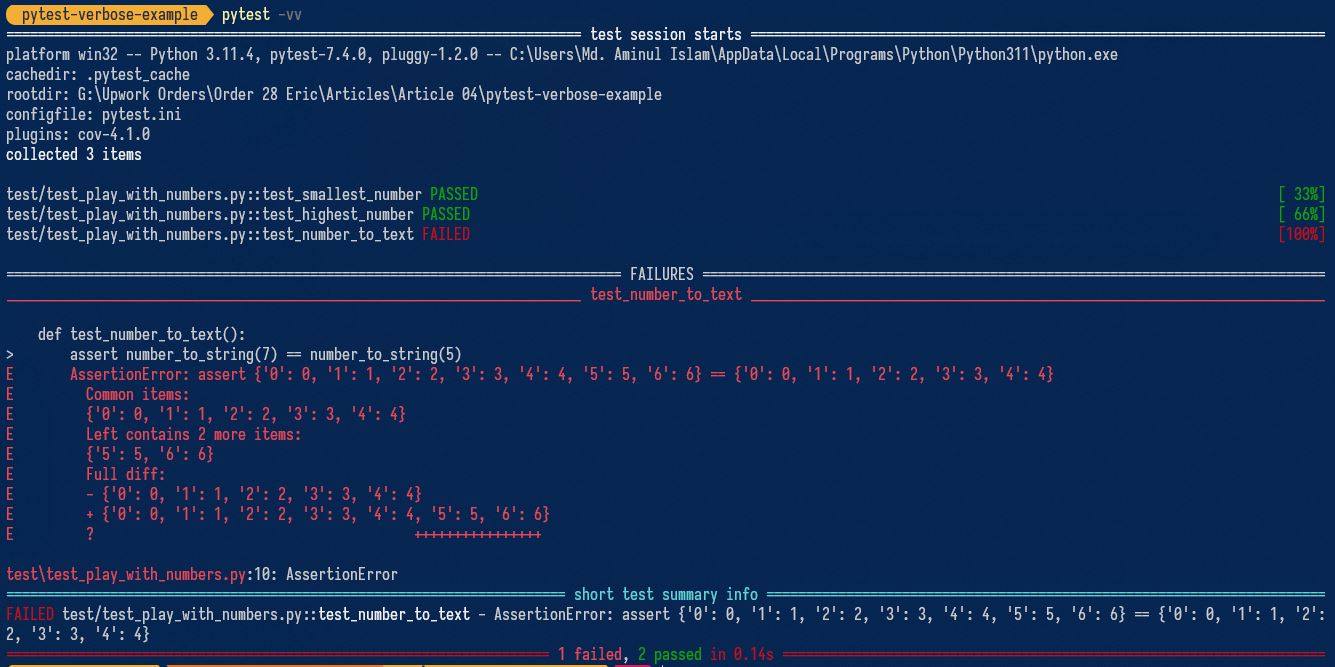 pytest-verbose-example pytest -vv
============ test session starts ============
platform win32 -- Python 3.11.4, pytest-7.4.0, pluggy-1.2.0 -- C:\Users\Md. Aminul Islam\AppData\Local\Programs\Python\Python311\python.exe
cachedir: .pytest_cache
rootdir: G:\Upwork Orders\Order 28 Eric\Articles\Article 04\pytest-verbose-example
configfile: pytest.ini
plugins: cov-4.1.0
collected 3 items
test/test_play_with_numbers.py::test_smallest_number PASSED [ 33%]
test/test_play_with_numbers.py::test_highest_number PASSED [ 66%]
test/test_play_with_numbers.py::test_number_to_text FAILED [100%]
============ FAILURES ============
____________ test_number_to_text ____________
    def test_number_to_text():
>       assert number_to_string(7) == number_to_string(5)
E       AssertionError: assert {'0': 0, '1': 1, '2': 2, '3': 3, '4': 4, '5': 5, '6': 6} == {'0': 0, '1': 1, '2': 2, '3': 3, '4': 4}
E         Common items:
E         {'0': 0, '1': 1, '2': 2, '3': 3, '4': 4}
E         Left contains 2 more items:
E         {'5': 5, '6': 6}
E         Full diff:
E         - {'0': 0, '1': 1, '2': 2, '3': 3, '4': 4}
E         + {'0': 0, '1': 1, '2': 2, '3': 3, '4': 4, '5': 5, '6': 6}
E         ?                                        ++++++++++++++++
test\test_play_with_numbers.py:10: AssertionError
============ short test summary info ============
FAILED test/test_play_with_numbers.py::test_number_to_text - AssertionError: assert {'0': 0, '1': 1, '2': 2, '3': 3, '4': 4, '5': 5, '6': 6} == {'0': 0, '1': 1, '2':
2, '3': 3, '4': 4}
============ 1 failed, 2 passed in 0.14s ============